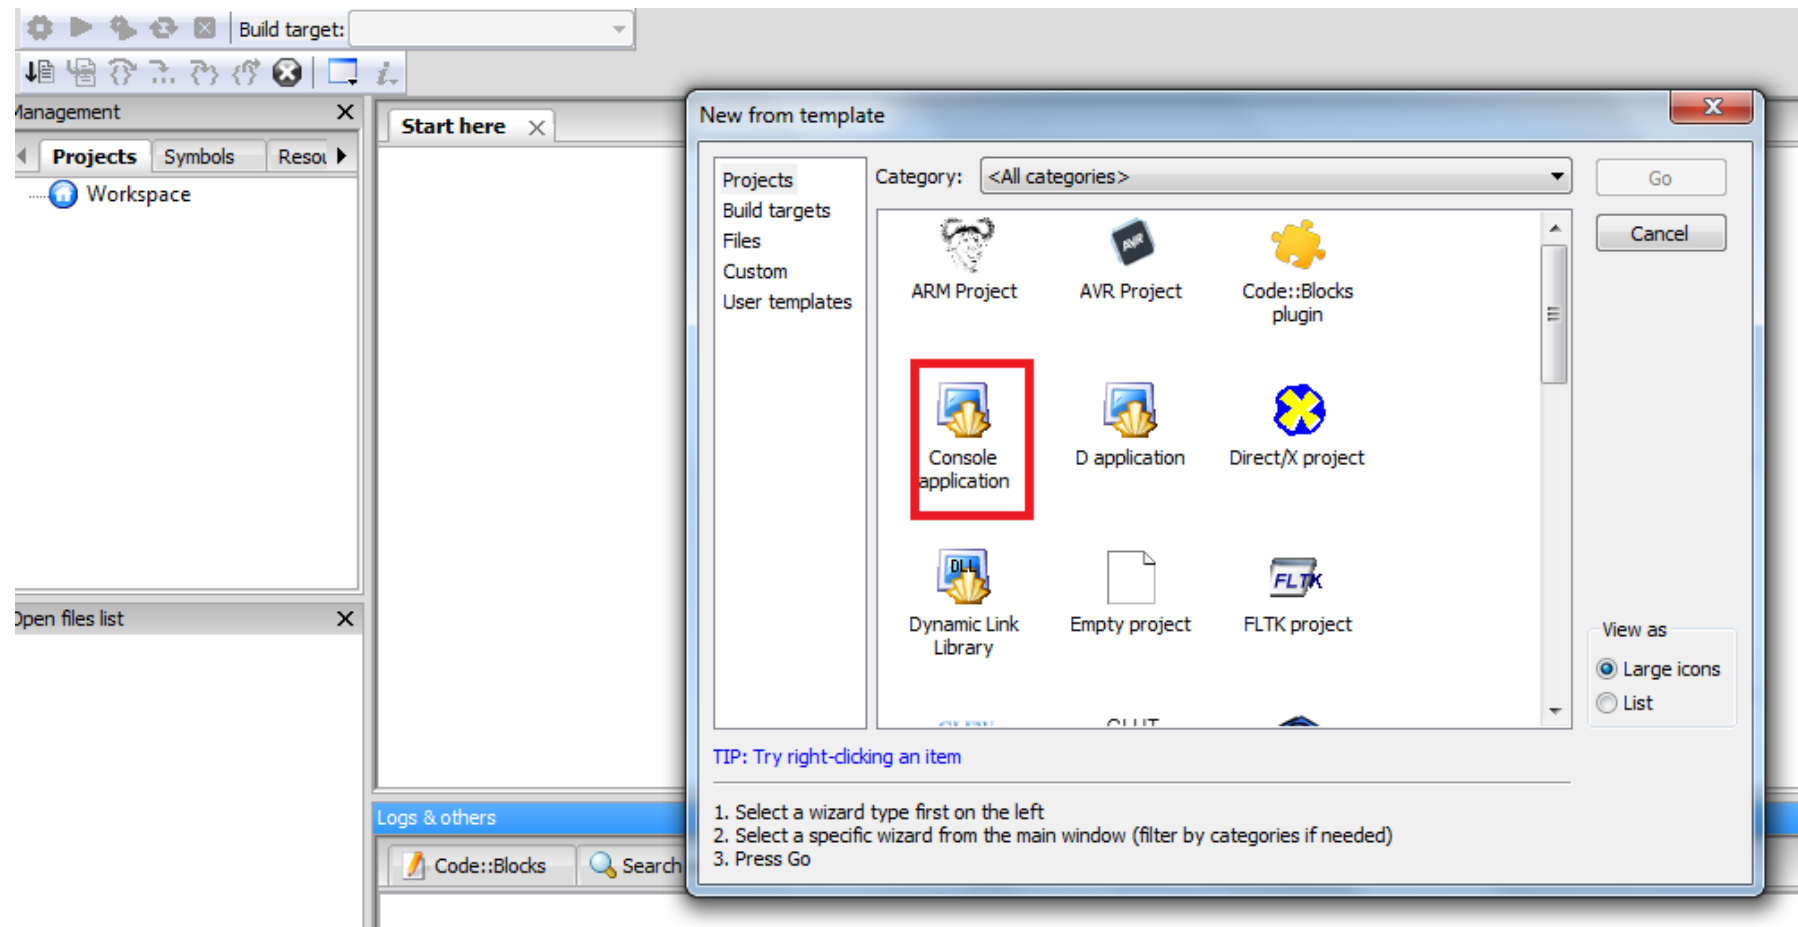 Build target:
Management
Projects Symbols
Workspace
Open files list
Start here
New from template
Projects
Build targets
Files
Custom
User templates
Category: <All categories>
Go
Cancel
ARM Project
AVR
AVR Project
Code::Blocks
plugin
Console
application
D application
Direct/X project
DLL
Dynamic Link
Library
Empty project
FLTK
FLTK project
View as
Large icons
List
TIP: Try right-clicking an item
1. Select a wizard type first on the left
2. Select a specific wizard from the main window (filter by categories if needed)
3. Press Go
Logs & others
Code::Blocks
Search